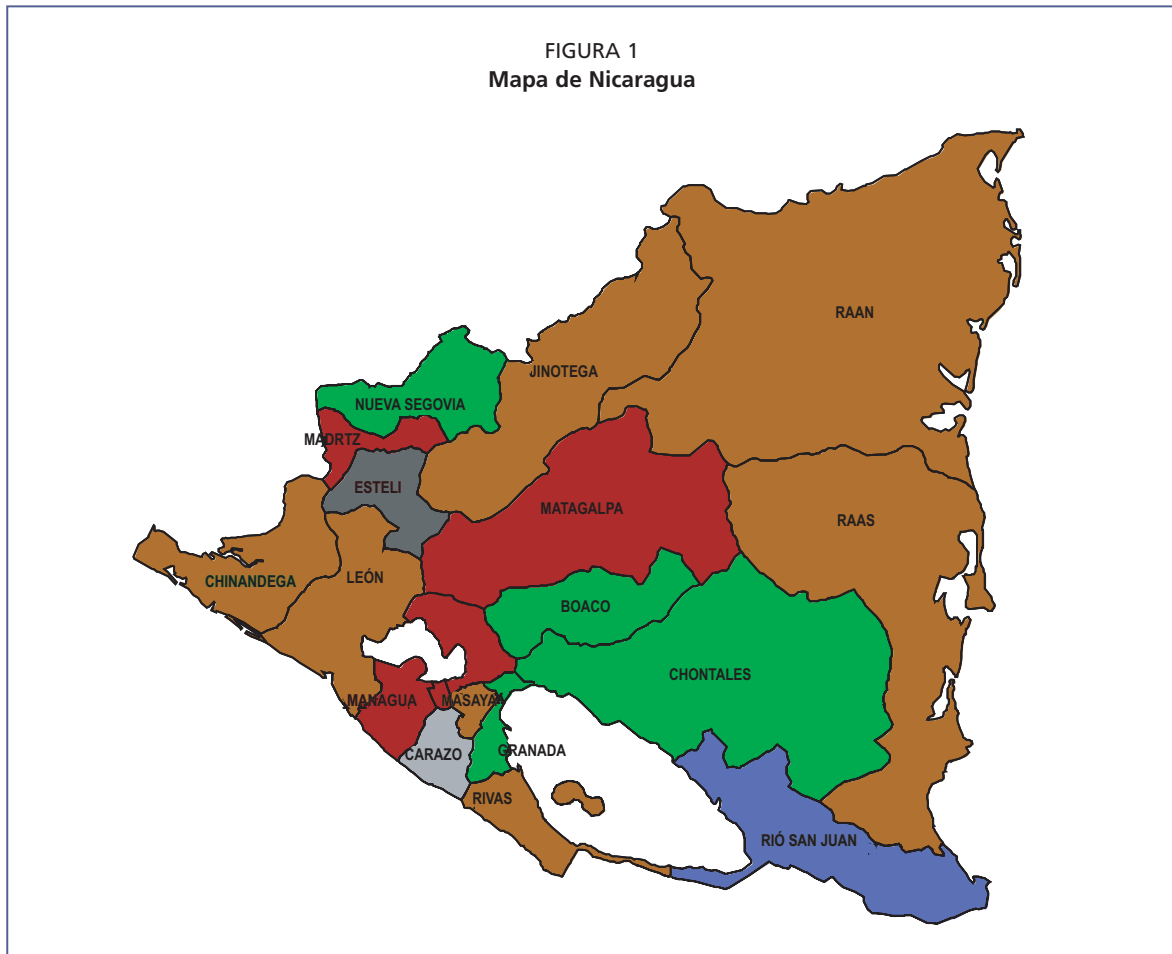 FIGURA 1
Mapa de Nicaragua
RAAN
JINOTEGA
NUEVA SEGOVIA
MADRTZ
ESTELI
MATAGALPA
RAAS
CHINANDEGA
LEÓN
BOACO
CHONTALES
MANAGUA
MASAYA
GRANADA
CARAZO
RIVAS
RIÓ SAN JUAN